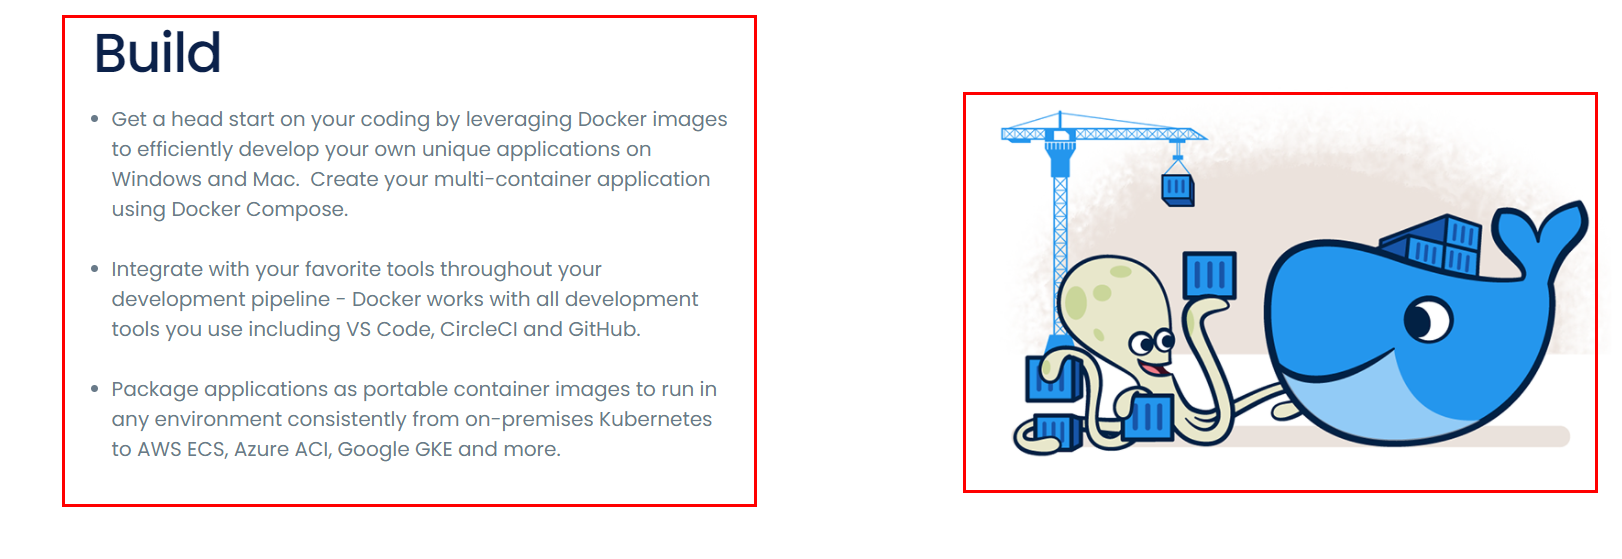 Build
• Get a head start on your coding by leveraging Docker images
to efficiently develop your own unique applications on
Windows and Mac.  Create your multi-container application
using Docker Compose.
• Integrate with your favorite tools throughout your
development pipeline - Docker works with all development
tools you use including VS Code, CircleCI and GitHub.
• Package applications as portable container images to run in
any environment consistently from on-premises Kubernetes
to AWS ECS, Azure ACI, Google GKE and more.